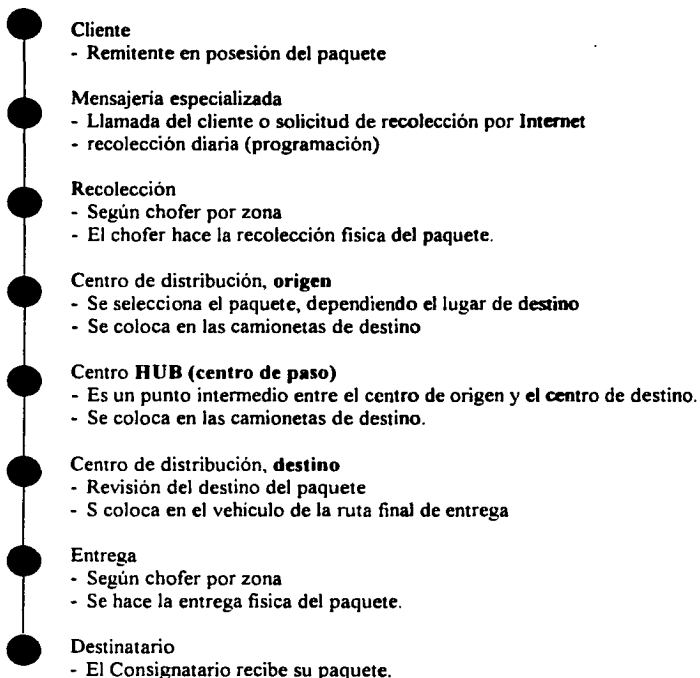 Cliente
- Remitente en posesión del paquete
Mensajería especializada
- Llamada del cliente o solicitud de recolección por Internet
- recolección diaria (programación)
Recolección
- Según chofer por zona
- El chofer hace la recolección fisica del paquete.
Centro de distribución, origen
- Se selecciona el paquete, dependiendo el lugar de destino
- Se coloca en las camionetas de destino
Centro HUB (centro de paso)
- Es un punto intermedio entre el centro de origen y el centro de destino.
- Se coloca en las camionetas de destino.
Centro de distribución, destino
- Revisión del destino del paquete
- S coloca en el vehículo de la ruta final de entrega
Entrega
- Según chofer por zona
- Se hace la entrega fisica del paquete.
Destinatario
- El Consignatario recibe su paquete.